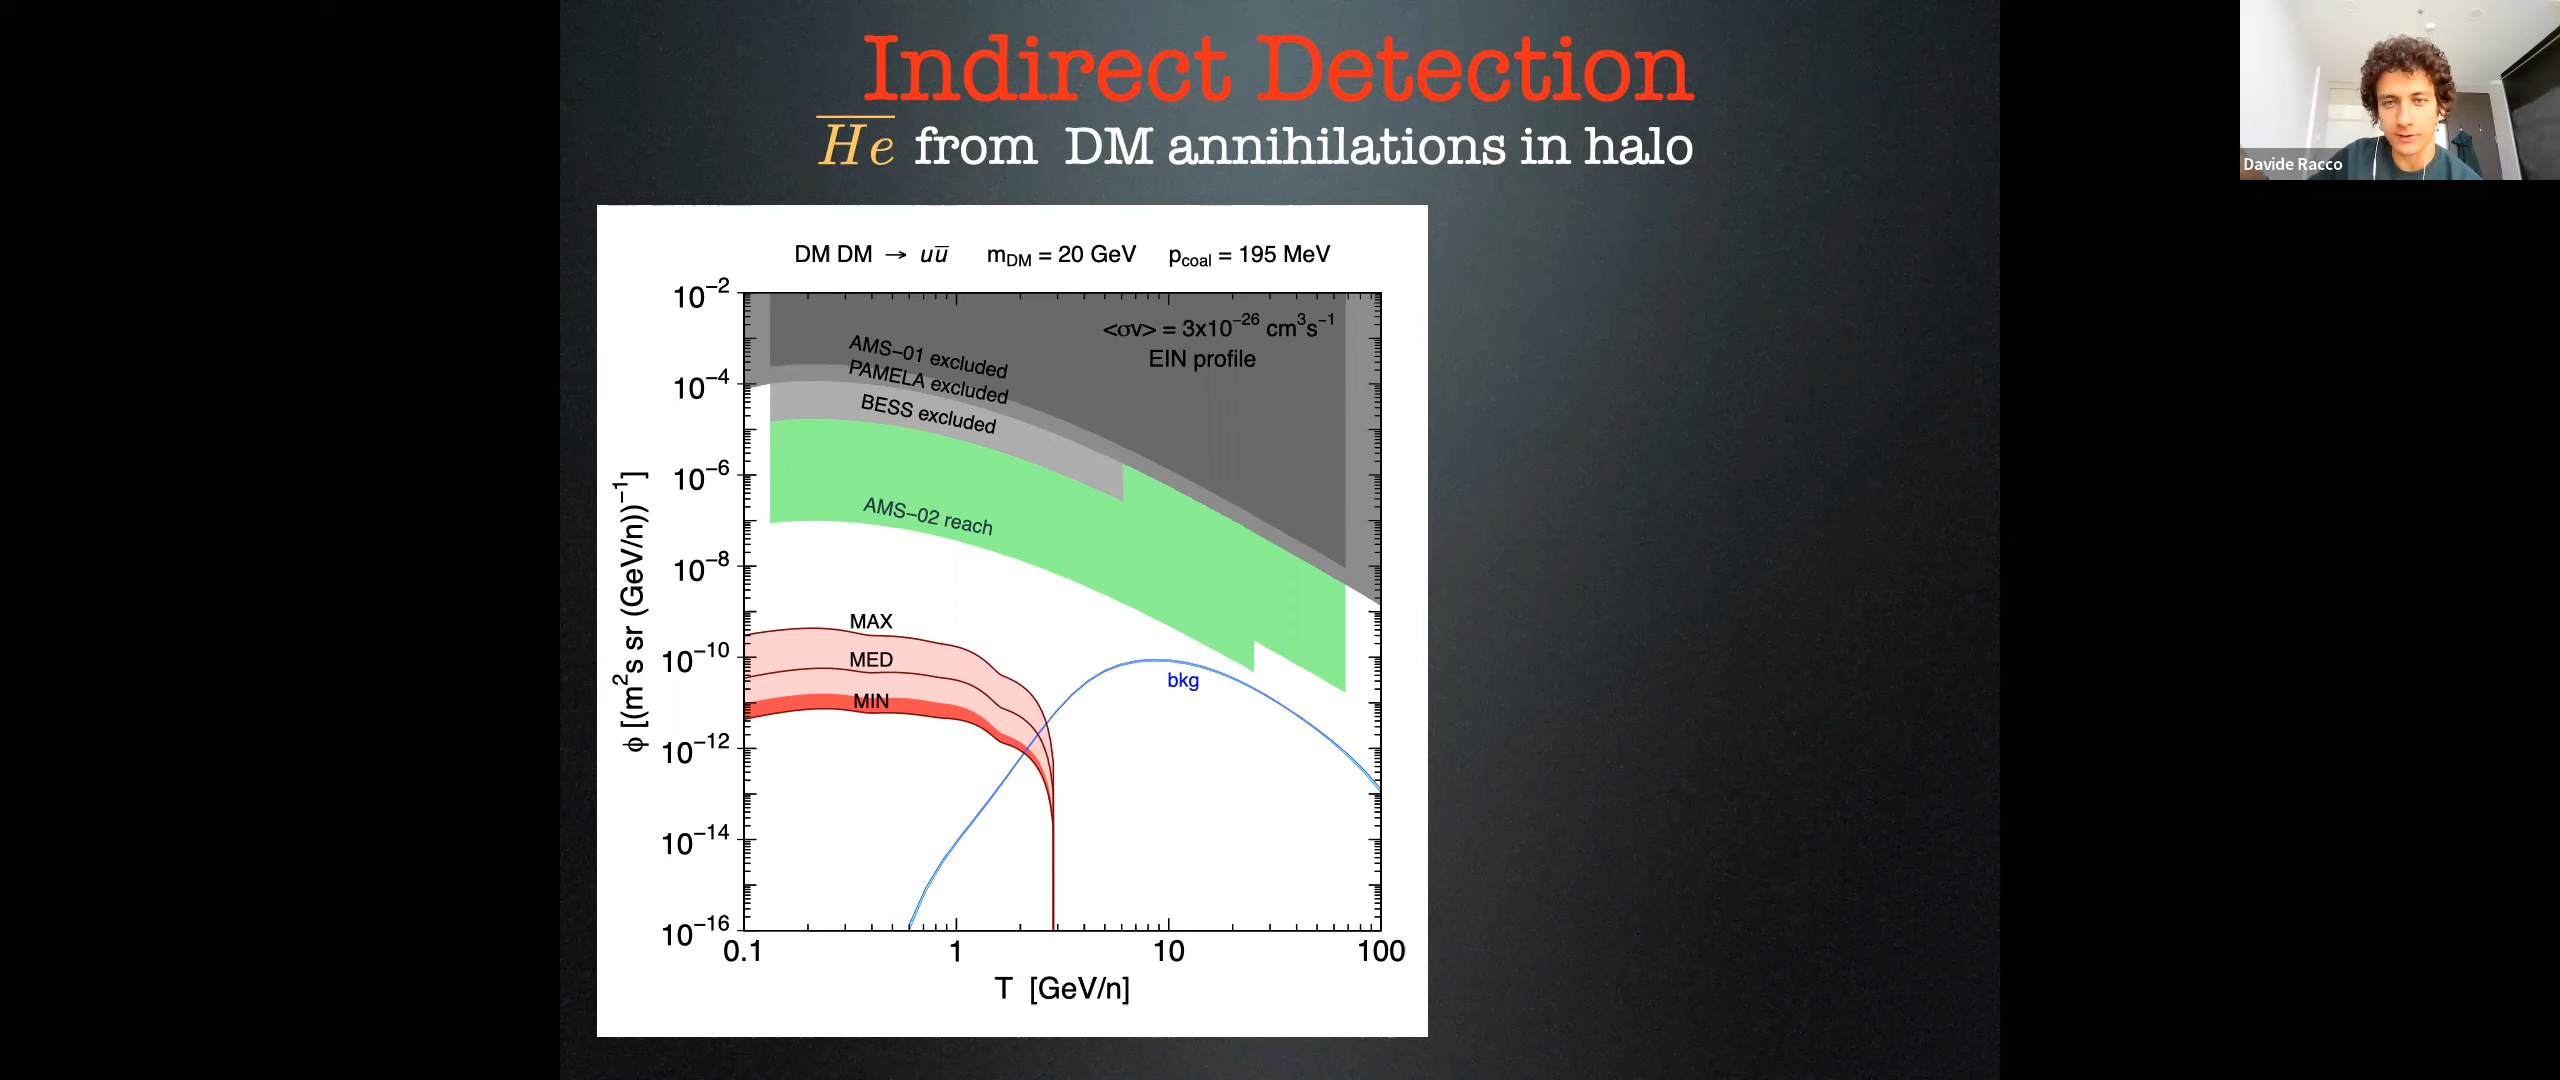 Indirect Detection
H̅e̅ from DM annihilations in halo
Davide Racco
DM DM → uū m_DM = 20 GeV p_coal = 195 MeV
<σv> = 3x10⁻²⁶ cm³s⁻¹
EIN profile
AMS−01 excluded
PAMELA excluded
BESS excluded
AMS−02 reach
MAX
MED
MIN
bkg
10⁻²
10⁻⁴
10⁻⁶
10⁻⁸
10⁻¹⁰
10⁻¹²
10⁻¹⁴
10⁻¹⁶
ϕ [(m²s sr (GeV/n))⁻¹]
0.1 1 10 100
T [GeV/n]